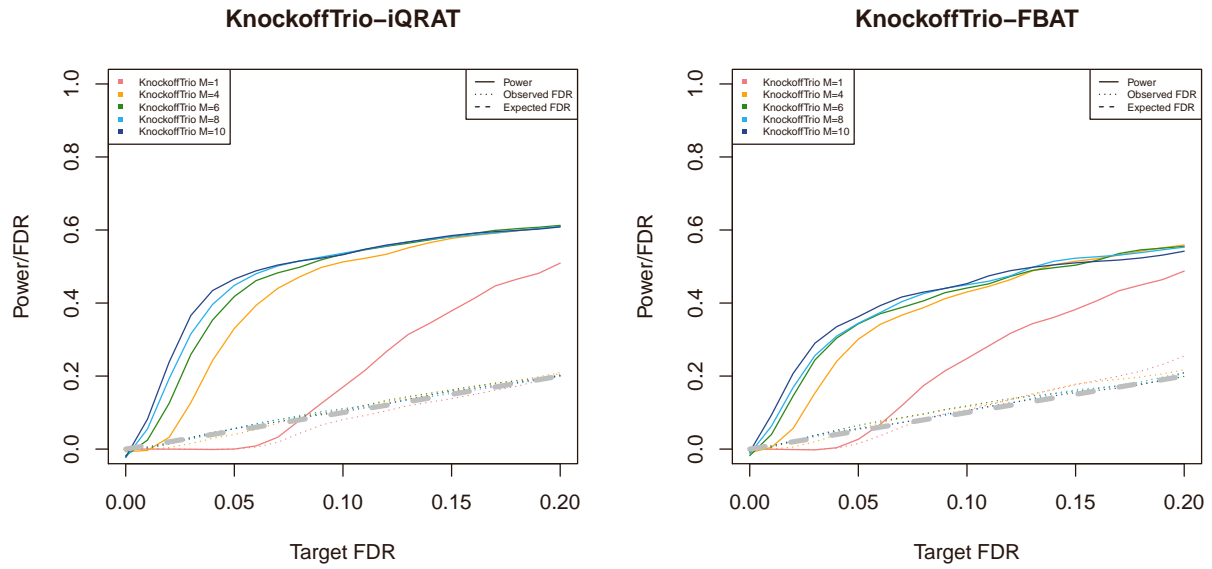 KnockoffTrio−iQRAT
KnockoffTrio M=1
KnockoffTrio M=4
KnockoffTrio M=6
KnockoffTrio M=8
KnockoffTrio M=10
Power
Observed FDR
Expected FDR
1.0
0.8
0.6
0.4
0.2
0.0
Power/FDR
0.00 0.05 0.10 0.15 0.20
Target FDR
KnockoffTrio−FBAT
KnockoffTrio M=1
KnockoffTrio M=4
KnockoffTrio M=6
KnockoffTrio M=8
KnockoffTrio M=10
Power
Observed FDR
Expected FDR
1.0
0.8
0.6
0.4
0.2
0.0
Power/FDR
0.00 0.05 0.10 0.15 0.20
Target FDR